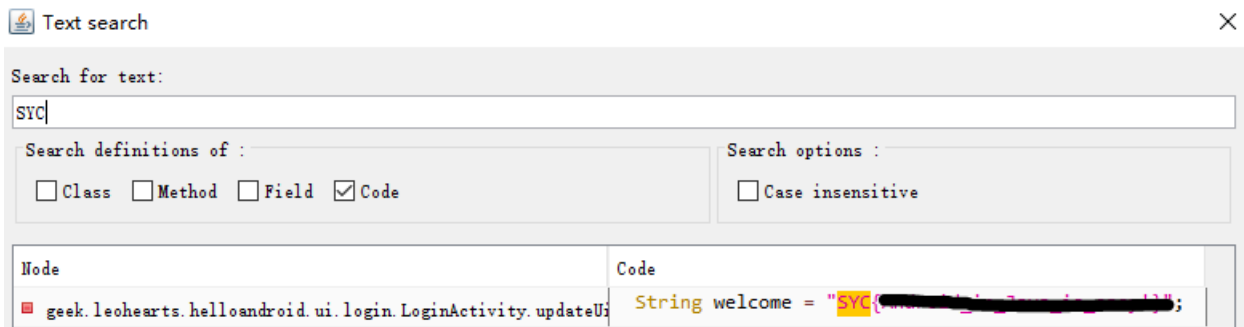 Text search
Search for text:
SYC
Search definitions of :
Search options :
Class Method Field Code
Case insensitive
Node
Code
geek.leohearts.helloandroid.ui.login.LoginActivity.updateUi
String welcome = "SYC{